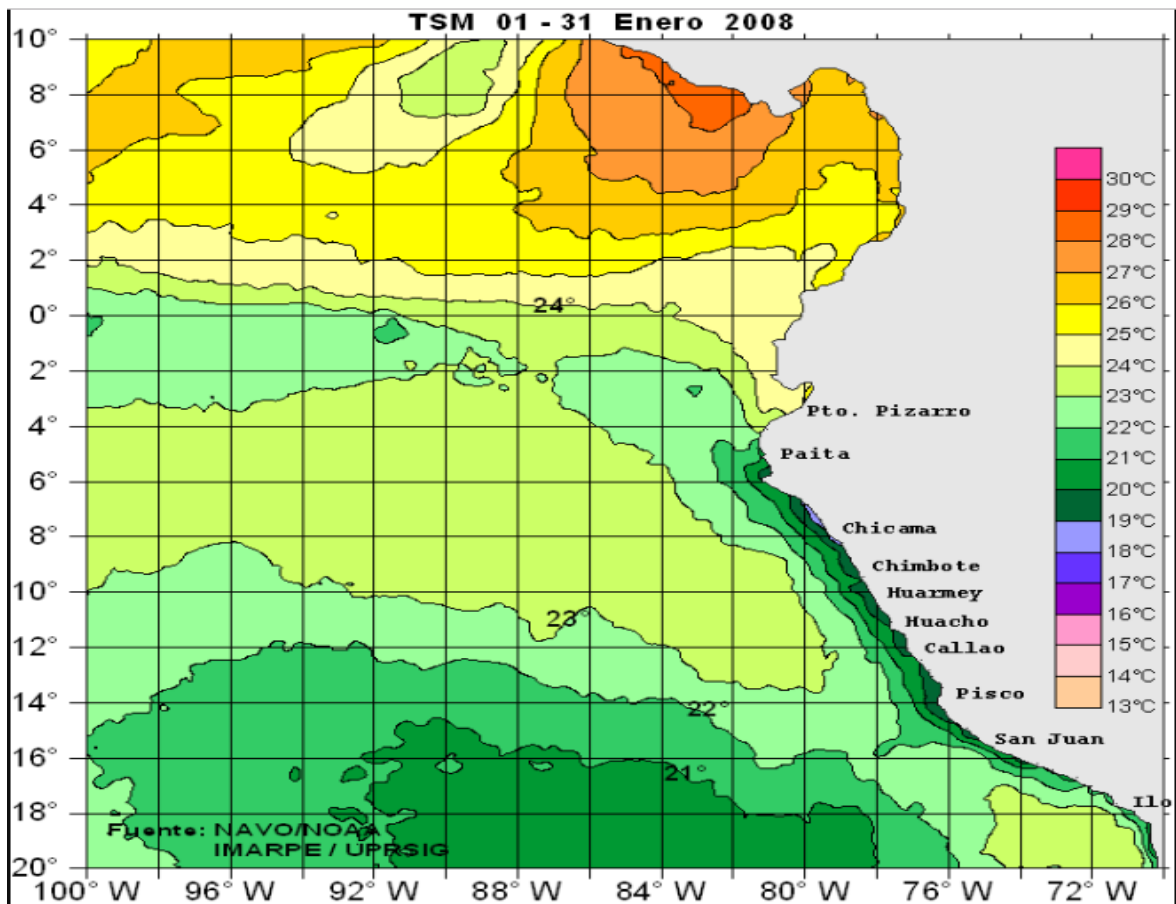 TSM 01 - 31 Enero 2008
10°
8°
6°
4°
2°
0°
2°
4°
6°
8°
10°
12°
14°
16°
18°
20°
24°
23°
22°
21°
Pto. Pizarro
Paita
Chicama
Chimbote
Huarmey
Huacho
Callao
Pisco
San Juan
Ilo
30°C
29°C
28°C
27°C
26°C
25°C
24°C
23°C
22°C
21°C
20°C
19°C
18°C
17°C
16°C
15°C
14°C
13°C
Fuente: NAVO/NOAA
IMARPE / UPRSIG
100° W 96° W 92° W 88° W 84° W 80° W 76° W 72° W